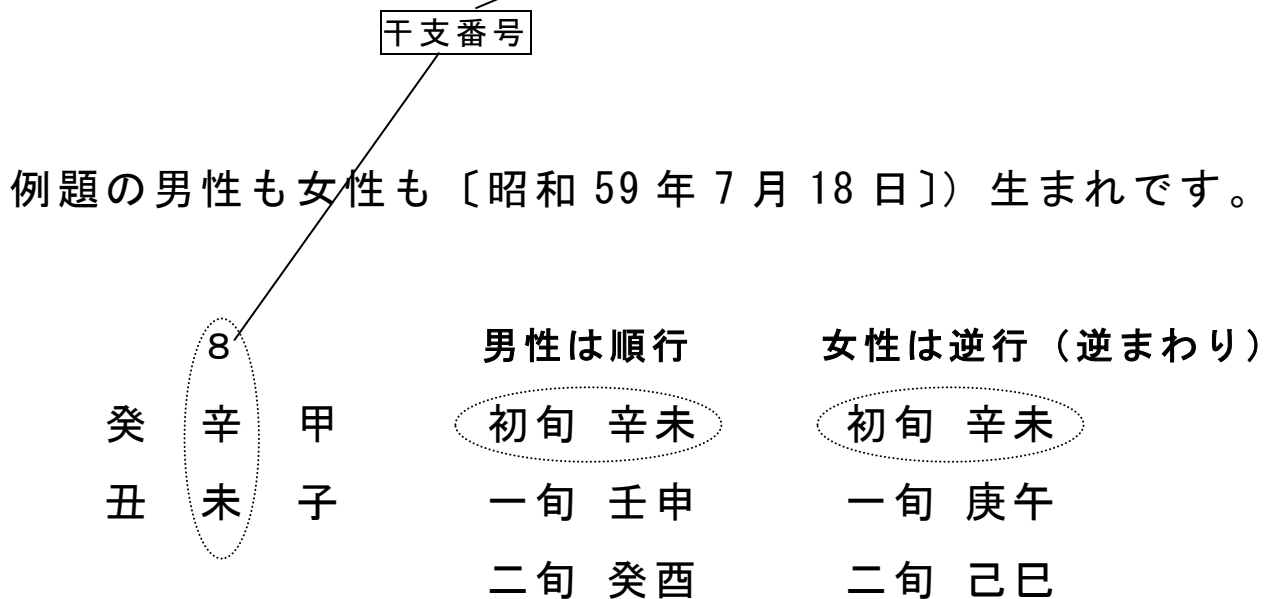 干支番号
例題の男性も女性も〔昭和 59 年 7 月 18 日〕）生まれです。
8 男性は順行 女性は逆行（逆まわり）
癸 辛 甲 初旬 辛未 初旬 辛未
丑 未 子 一旬 壬申 一旬 庚午
二旬 癸酉 二旬 己巳